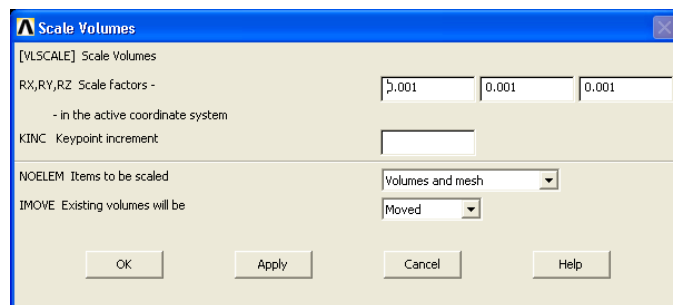 Scale Volumes
[VLSCALE] Scale Volumes
RX,RY,RZ Scale factors - 0.001 0.001 0.001
- in the active coordinate system
KINC Keypoint increment
NOELEM Items to be scaled Volumes and mesh
IMOVE Existing volumes will be Moved
OK Apply Cancel Help